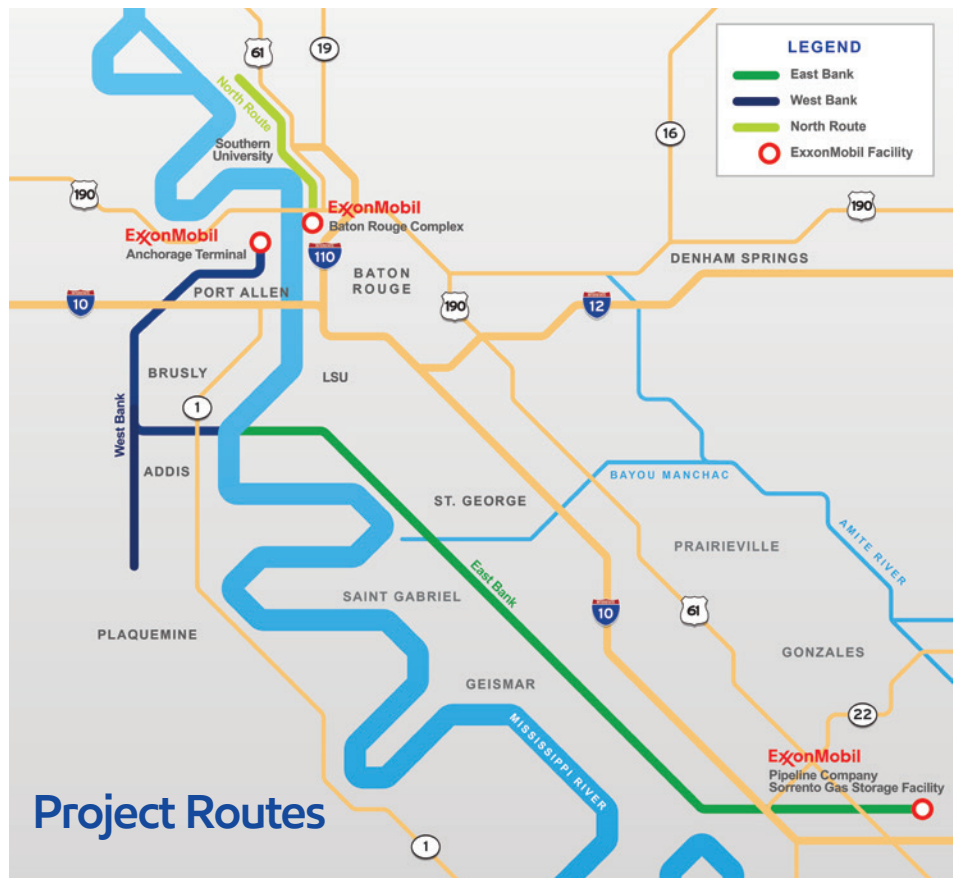 61
19
LEGEND
East Bank
West Bank
North Route
ExxonMobil Facility
North Route
16
Southern
University
190
190
ExxonMobil
Baton Rouge Complex
ExxonMobil
Anchorage Terminal
110
BATON
ROUGE
DENHAM SPRINGS
10
PORT ALLEN
190
12
BRUSLY
LSU
1
West Bank
ADDIS
BAYOU MANCHAC
ST. GEORGE
AMITE RIVER
PRAIRIEVILLE
East Bank
SAINT GABRIEL
10
61
PLAQUEMINE
GONZALES
GEISMAR
22
MISSISSIPPI RIVER
ExxonMobil
Pipeline Company
Sorrento Gas Storage Facility
Project Routes
1